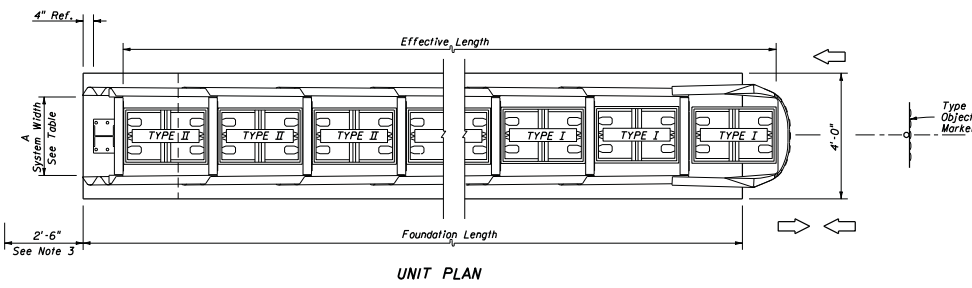 4" Ref.
Effective Length
A
System Width
See Table
TYPE II
TYPE II
TYPE II
TYPE I
TYPE I
TYPE I
4'-0"
Type
Object
Marker
2'-6"
See Note 3
Foundation Length
UNIT PLAN